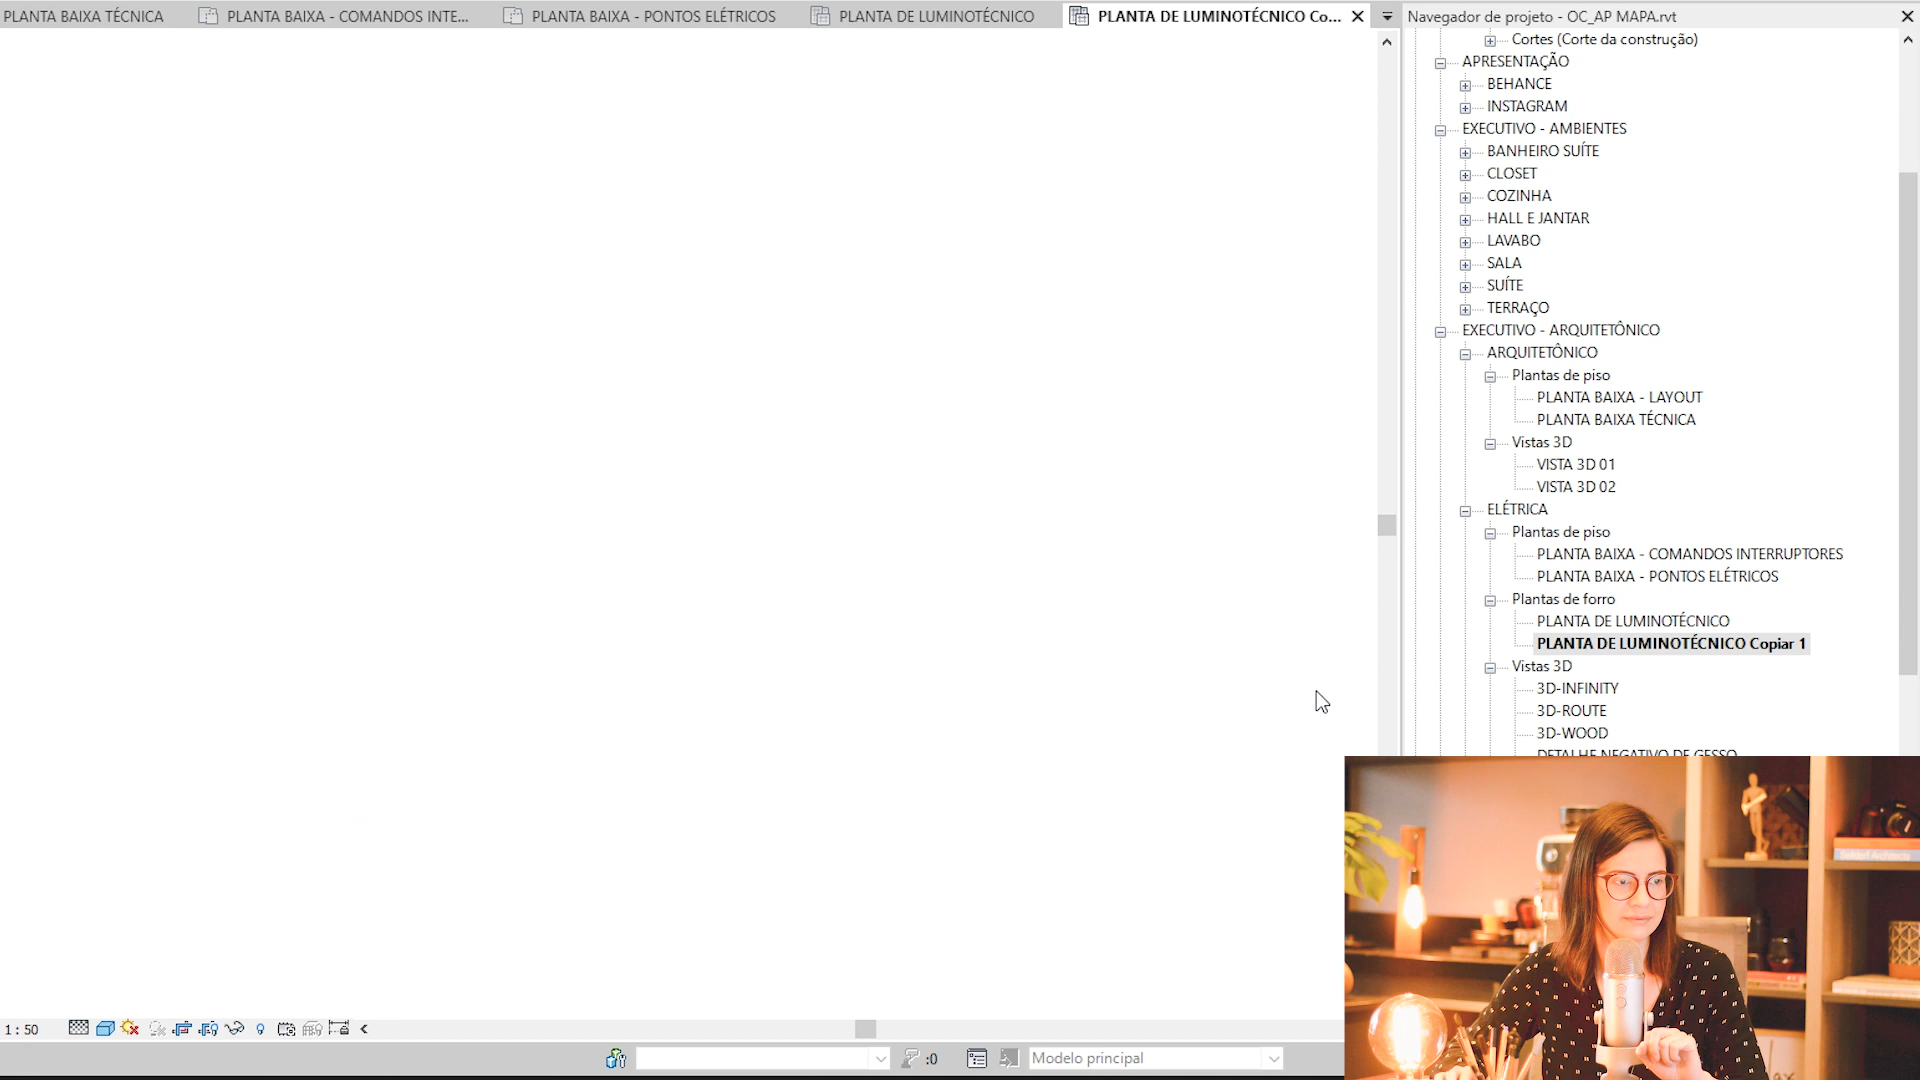 PLANTA BAIXA TÉCNICA
PLANTA BAIXA - COMANDOS INTE...
PLANTA BAIXA - PONTOS ELÉTRICOS
PLANTA DE LUMINOTÉCNICO
PLANTA DE LUMINOTÉCNICO Co...
Navegador de projeto - OC_AP MAPA.rvt
Cortes (Corte da construção)
APRESENTAÇÃO
BEHANCE
INSTAGRAM
EXECUTIVO - AMBIENTES
BANHEIRO SUÍTE
CLOSET
COZINHA
HALL E JANTAR
LAVABO
SALA
SUÍTE
TERRAÇO
EXECUTIVO - ARQUITETÔNICO
ARQUITETÔNICO
Plantas de piso
PLANTA BAIXA - LAYOUT
PLANTA BAIXA TÉCNICA
Vistas 3D
VISTA 3D 01
VISTA 3D 02
ELÉTRICA
Plantas de piso
PLANTA BAIXA - COMANDOS INTERRUPTORES
PLANTA BAIXA - PONTOS ELÉTRICOS
Plantas de forro
PLANTA DE LUMINOTÉCNICO
PLANTA DE LUMINOTÉCNICO Copiar 1
Vistas 3D
3D-INFINITY
3D-ROUTE
3D-WOOD
DETALHE NEGATIVO DE GESSO
1 : 50
:0
Modelo principal